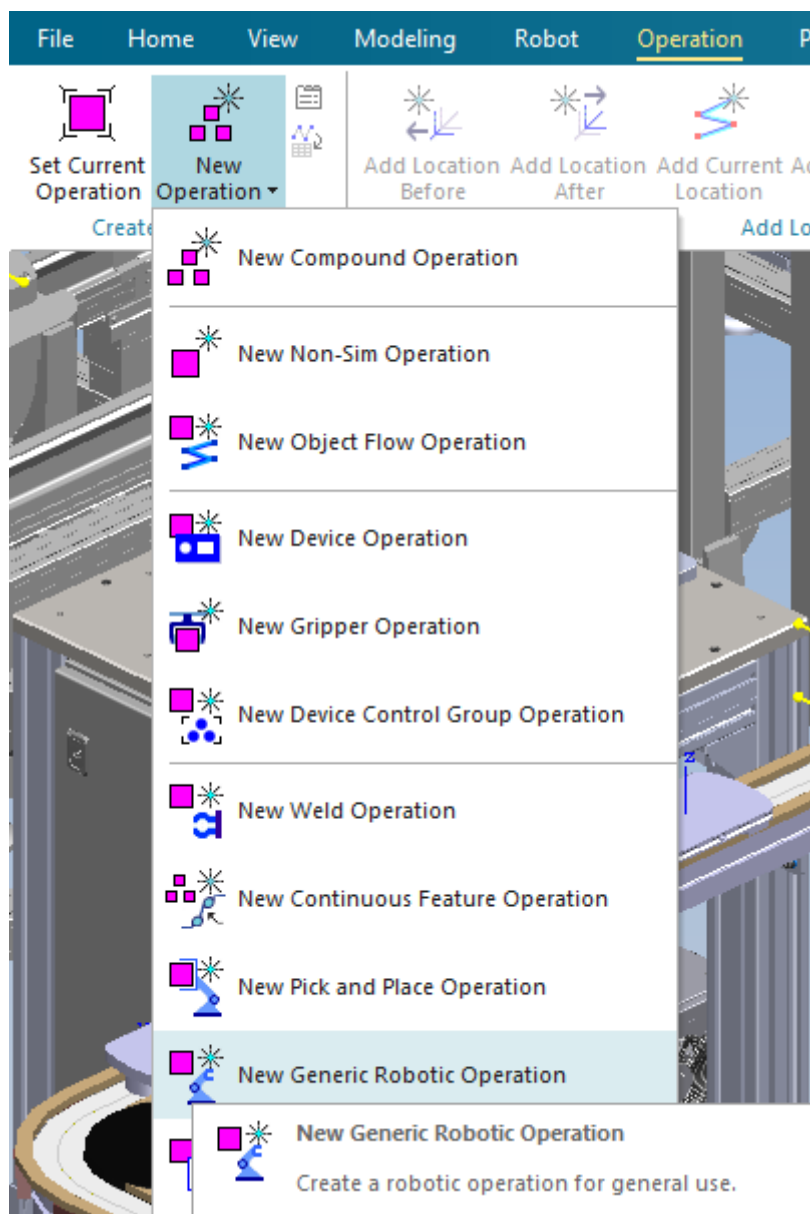 File Home View Modeling Robot Operation P
Set Current Operation
New Operation
Add Location Before
Add Location After
Add Current Location
Create
Add Lo
New Compound Operation
New Non-Sim Operation
New Object Flow Operation
New Device Operation
New Gripper Operation
New Device Control Group Operation
New Weld Operation
z
New Continuous Feature Operation
New Pick and Place Operation
New Generic Robotic Operation
New Generic Robotic Operation
Create a robotic operation for general use.